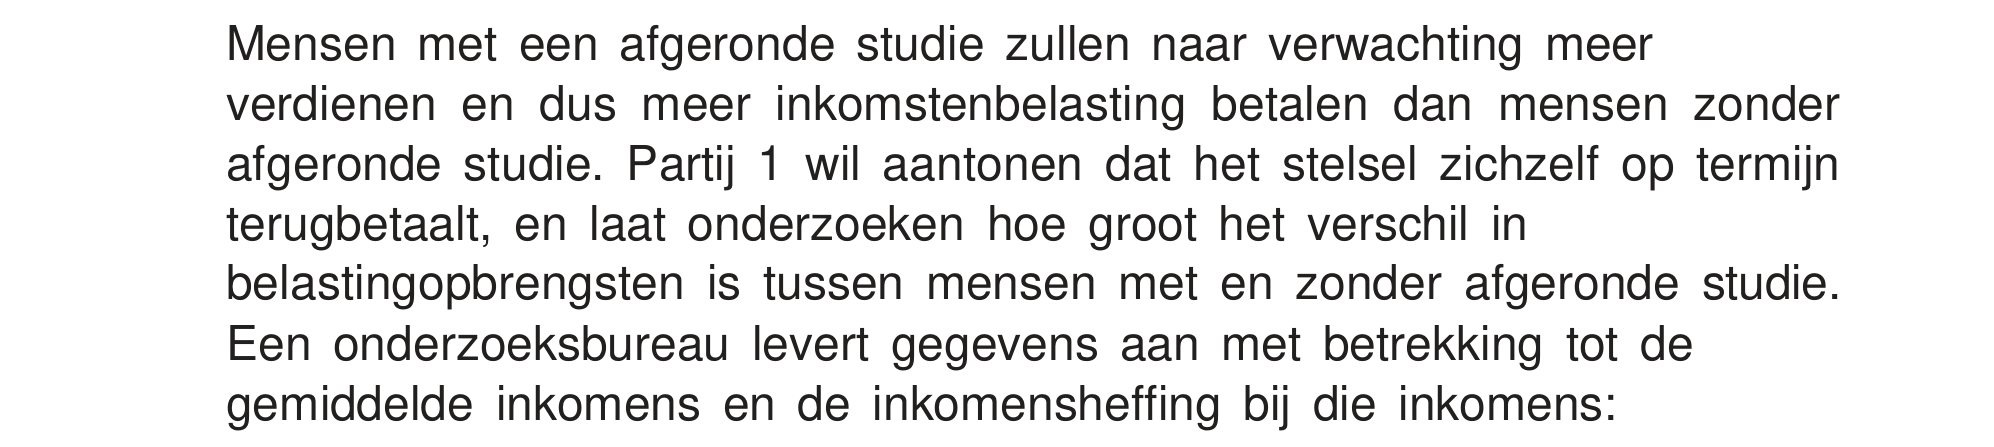 Mensen met een afgeronde studie zullen naar verwachting meer
verdienen en dus meer inkomstenbelasting betalen dan mensen zonder
afgeronde studie. Partij 1 wil aantonen dat het stelsel zichzelf op termijn
terugbetaalt, en laat onderzoeken hoe groot het verschil in
belastingopbrengsten is tussen mensen met en zonder afgeronde studie.
Een onderzoeksbureau levert gegevens aan met betrekking tot de
gemiddelde inkomens en de inkomensheffing bij die inkomens: